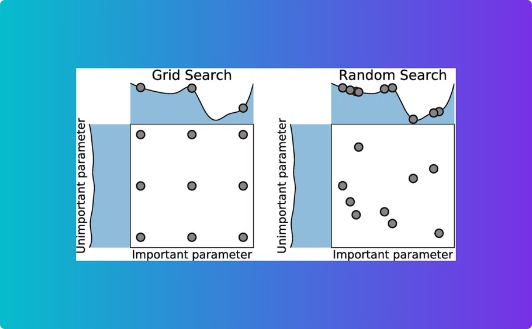 Grid Search
Unimportant parameter
Important parameter
Random Search
Unimportant parameter
Important parameter